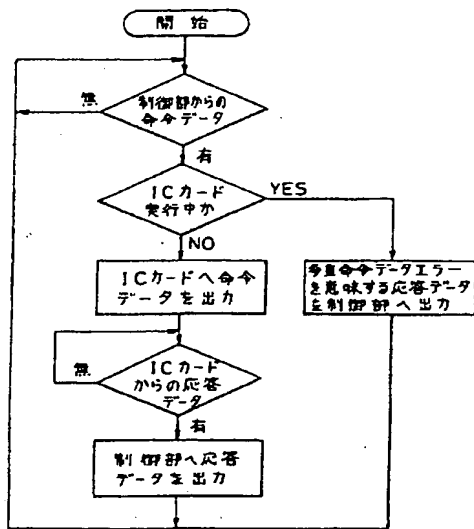 開始
無
制御部からの
命令データ
有
ICカード
実行中か
YES
NO
ICカードへ命令
データを出力
多重命令データエラー
を意味する応答データ
を制御部へ出力
無
ICカード
からの応答
データ
有
制御部へ応答
データを出力